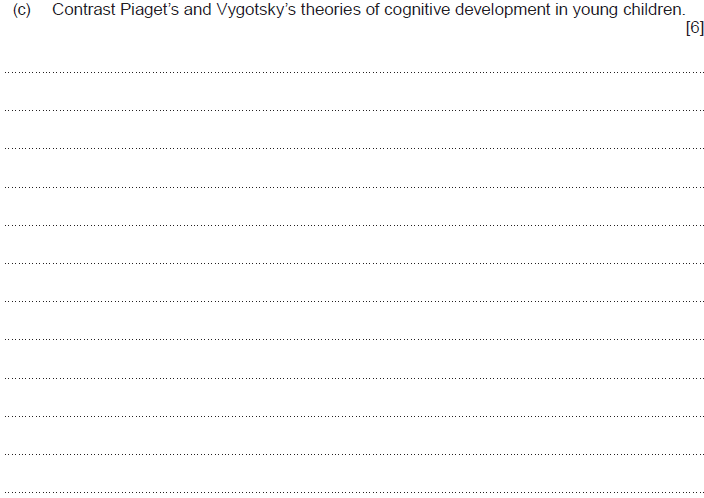 (c) Contrast Piaget's and Vygotsky's theories of cognitive development in young children.
[6]